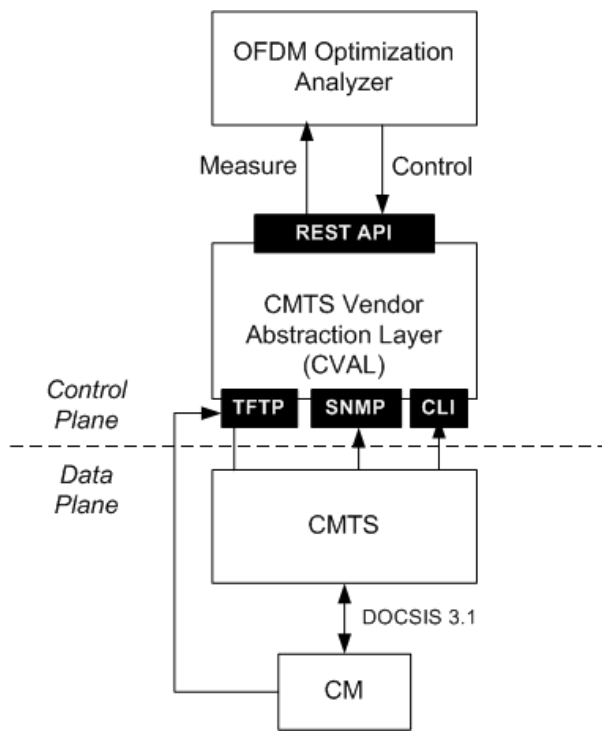 OFDM Optimization
Analyzer
Measure
Control
REST API
CMTS Vendor
Abstraction Layer
(CVAL)
Control
Plane
TFTP
SNMP
CLI
Data
Plane
CMTS
DOCSIS 3.1
CM